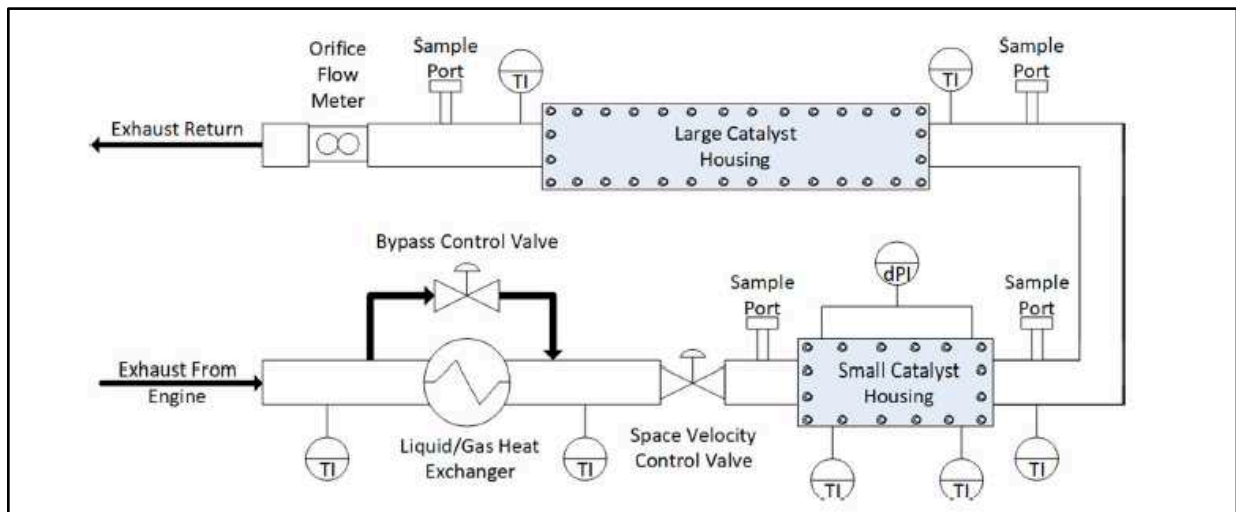 Orifice
Flow
Meter
Sample
Port
TI
TI
Sample
Port
Exhaust Return
Large Catalyst
Housing
Bypass Control Valve
dPI
Sample
Port
Sample
Port
Exhaust From
Engine
Small Catalyst
Housing
Liquid/Gas Heat
Exchanger
Space Velocity
Control Valve
TI
TI
TI
TI
TI